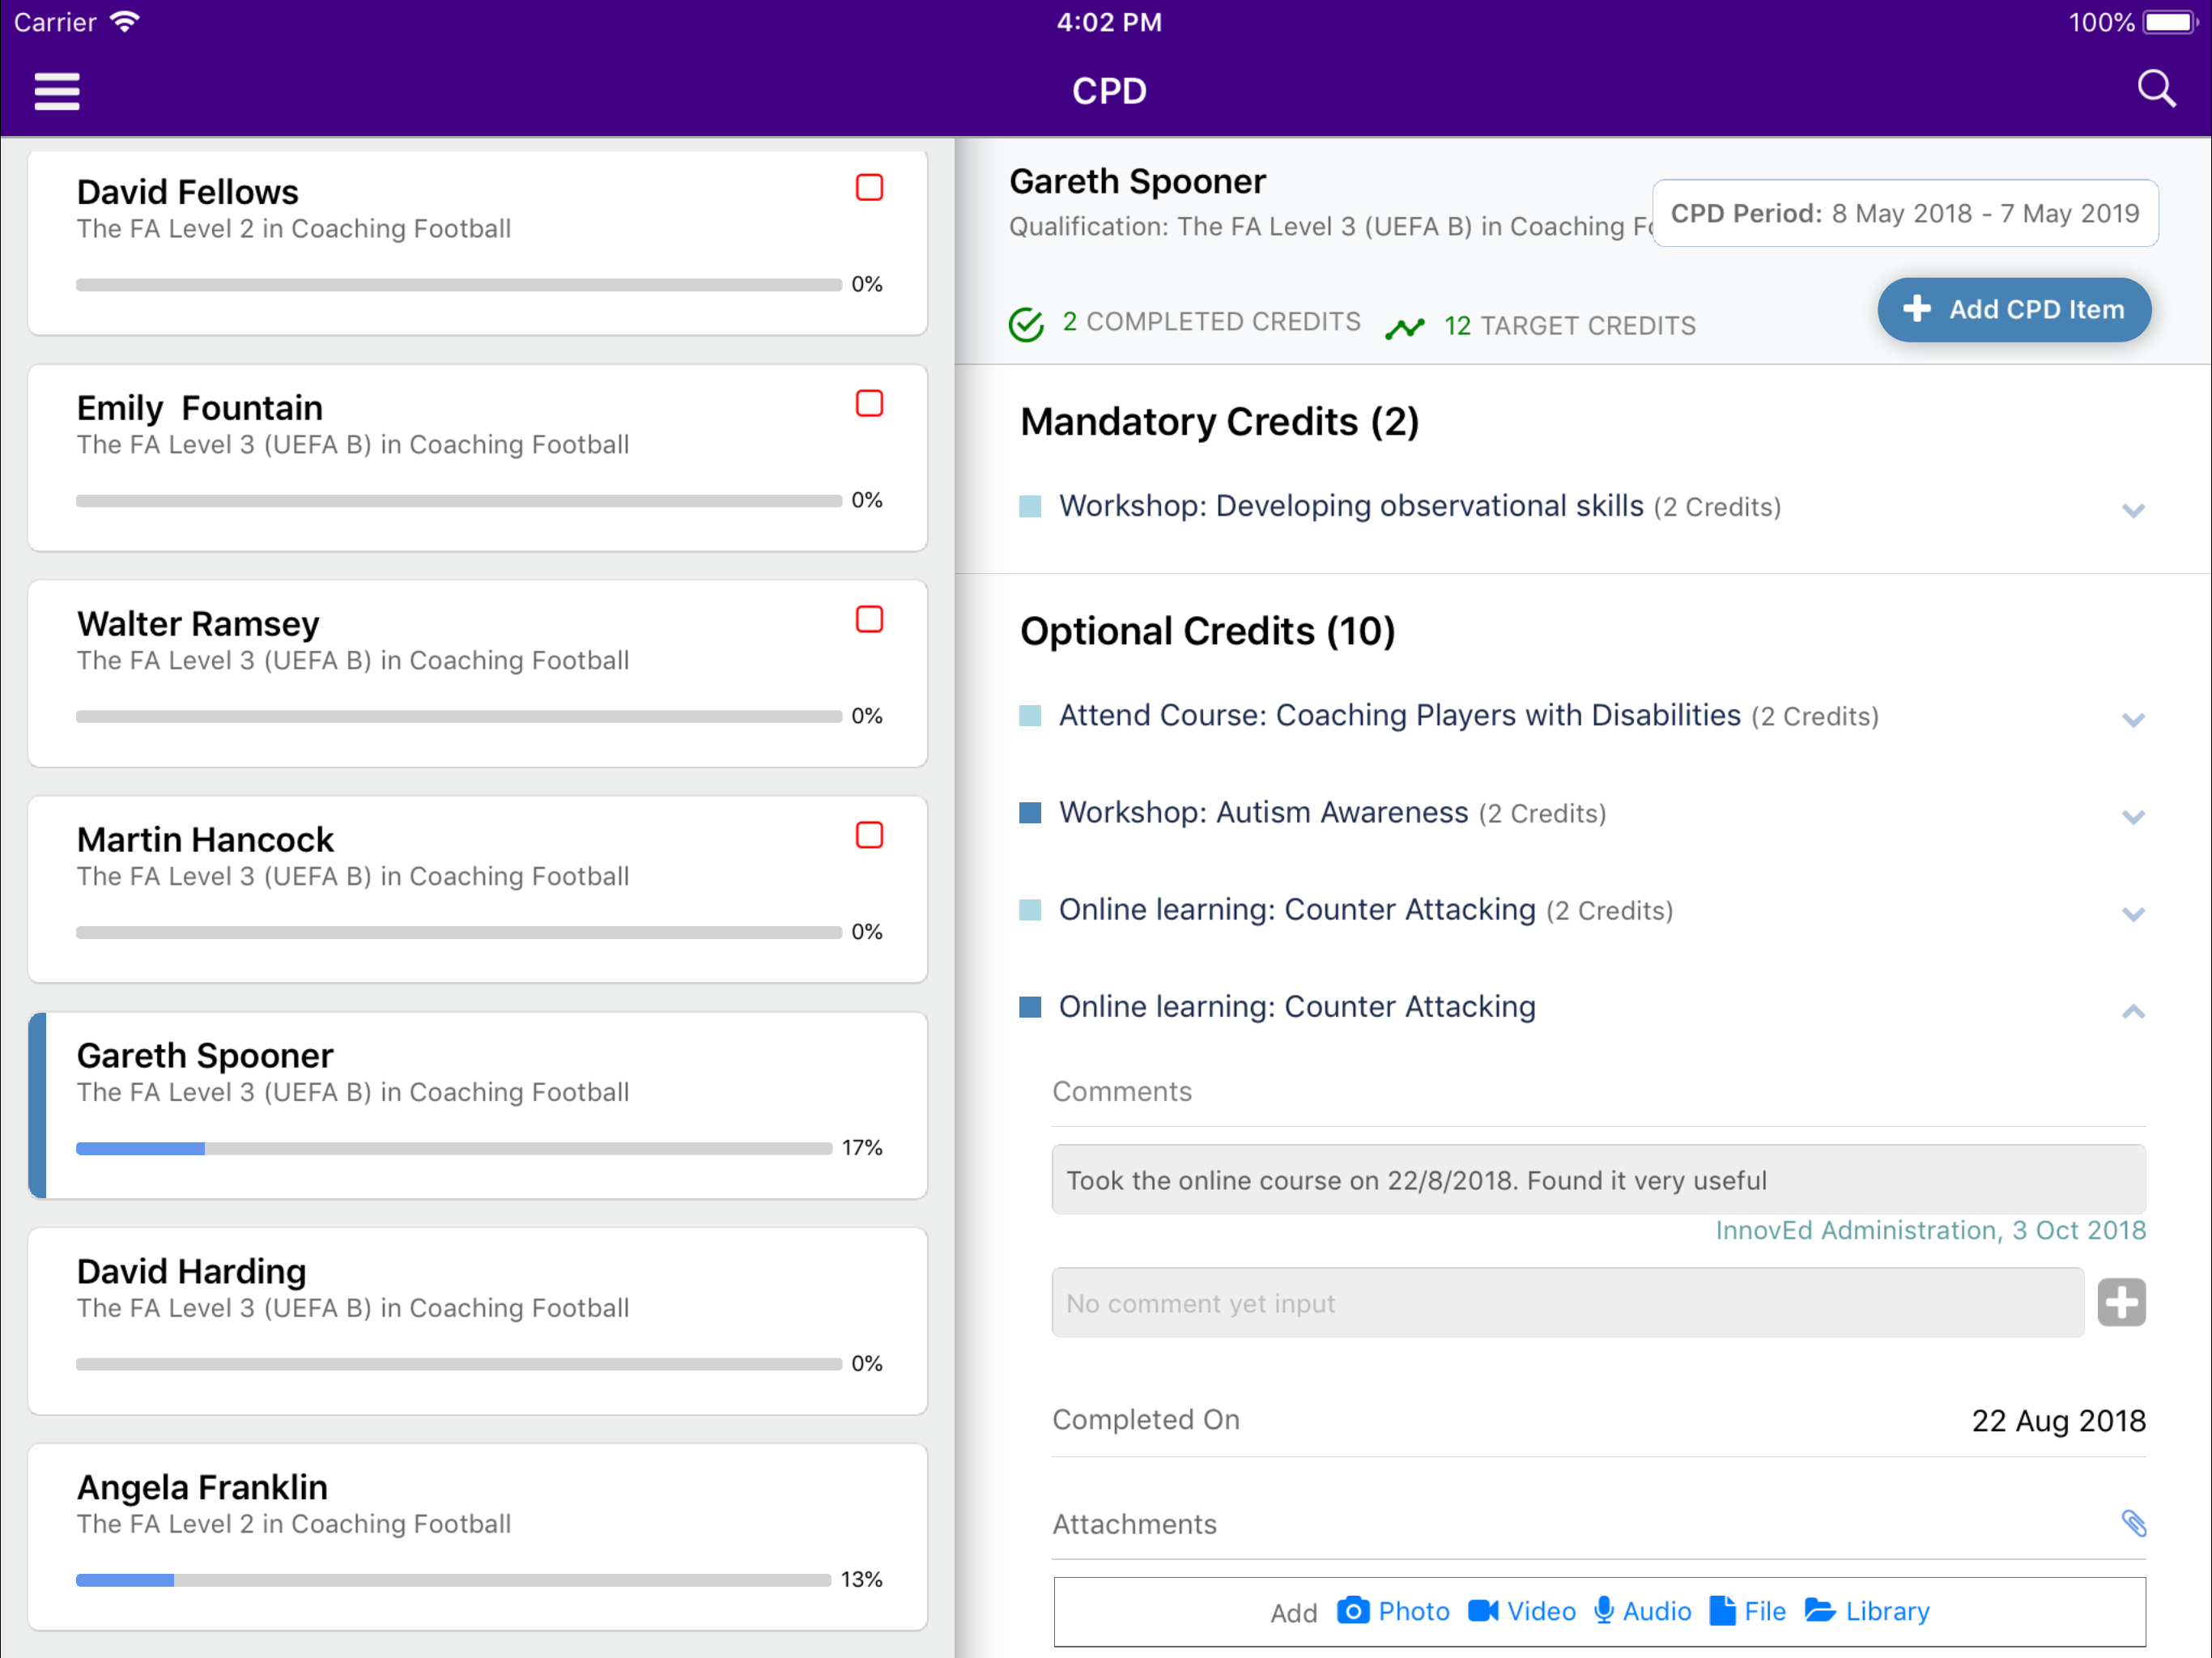 Carrier
4:02 PM
100%
CPD
David Fellows
The FA Level 2 in Coaching Football
0%
Emily  Fountain
The FA Level 3 (UEFA B) in Coaching Football
0%
Walter Ramsey
The FA Level 3 (UEFA B) in Coaching Football
0%
Martin Hancock
The FA Level 3 (UEFA B) in Coaching Football
0%
Gareth Spooner
The FA Level 3 (UEFA B) in Coaching Football
17%
David Harding
The FA Level 3 (UEFA B) in Coaching Football
0%
Angela Franklin
The FA Level 2 in Coaching Football
13%
Gareth Spooner
Qualification: The FA Level 3 (UEFA B) in Coaching
CPD Period: 8 May 2018 - 7 May 2019
2 COMPLETED CREDITS
12 TARGET CREDITS
Add CPD Item
Mandatory Credits (2)
Workshop: Developing observational skills (2 Credits)
Optional Credits (10)
Attend Course: Coaching Players with Disabilities (2 Credits)
Workshop: Autism Awareness (2 Credits)
Online learning: Counter Attacking (2 Credits)
Online learning: Counter Attacking
Comments
Took the online course on 22/8/2018. Found it very useful
InnovEd Administration, 3 Oct 2018
No comment yet input
Completed On
22 Aug 2018
Attachments
Add Photo Video Audio File Library